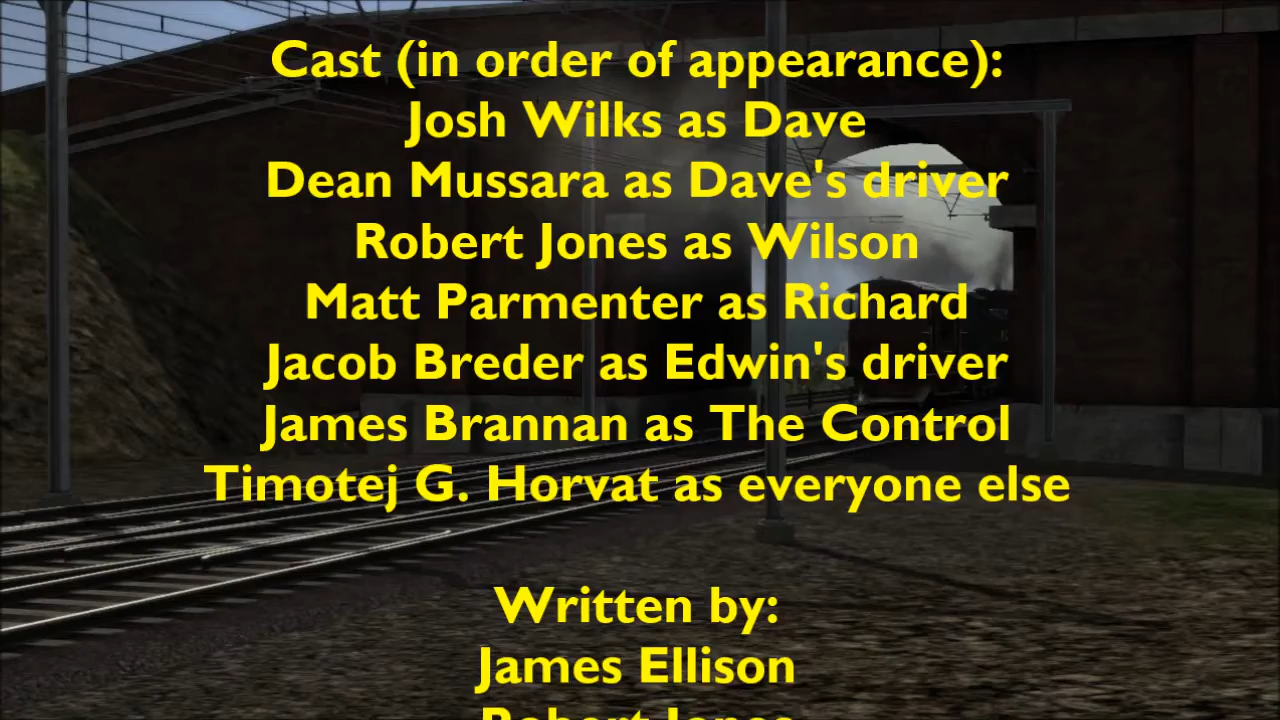 Cast (in order of appearance):
Josh Wilks as Dave
Dean Mussara as Dave's driver
Robert Jones as Wilson
Matt Parmenter as Richard
Jacob Breder as Edwin's driver
James Brannan as The Control
Timotej G. Horvat as everyone else
Written by:
James Ellison
Robert Jones